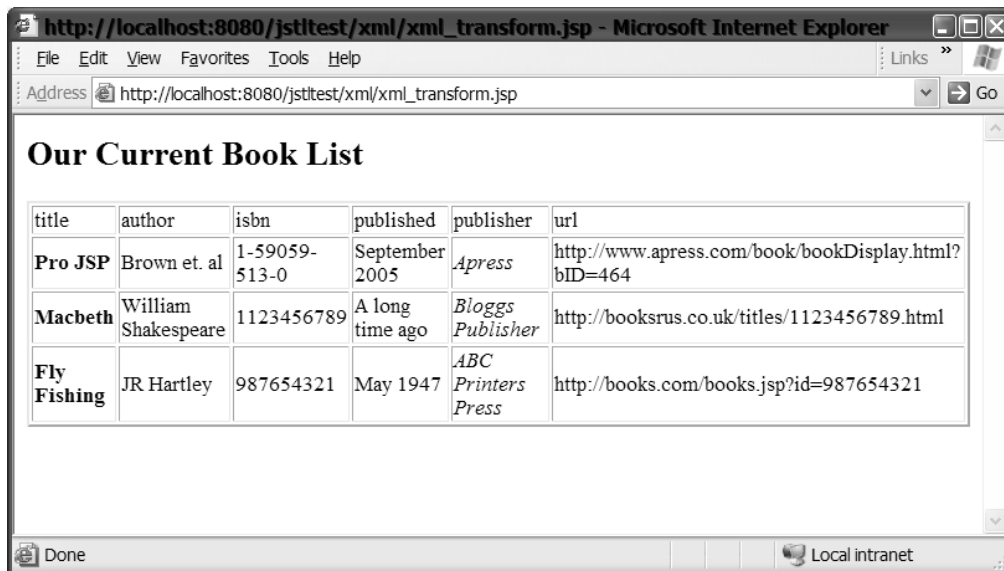 http://localhost:8080/jstltest/xml/xml_transform.jsp - Microsoft Internet Explorer
File Edit View Favorites Tools Help Links »
Address http://localhost:8080/jstltest/xml/xml_transform.jsp Go
Our Current Book List
title author isbn published publisher url
Pro JSP Brown et. al 1-59059-513-0 September 2005 Apress http://www.apress.com/book/bookDisplay.html?bID=464
Macbeth William Shakespeare 1123456789 A long time ago Bloggs Publisher http://booksrus.co.uk/titles/1123456789.html
Fly Fishing JR Hartley 987654321 May 1947 ABC Printers Press http://books.com/books.jsp?id=987654321
Done Local intranet